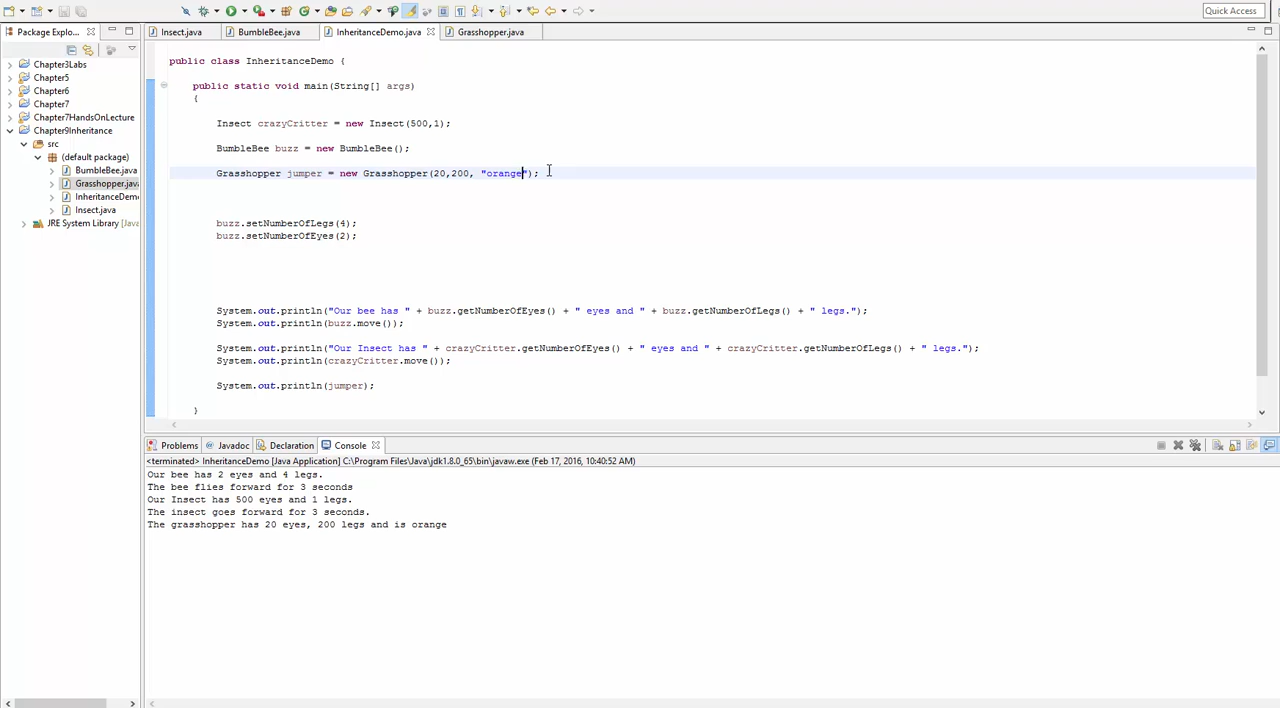 Quick Access
Package Explo...
Insect.java
BumbleBee.java
InheritanceDemo.java
Grasshopper.java
Chapter3Labs
Chapter5
Chapter6
Chapter7
Chapter7HandsOnLecture
Chapter9Inheritance
src
(default package)
BumbleBee.java
Grasshopper.java
InheritanceDemo
Insect.java
JRE System Library [JavaS
public class InheritanceDemo {
public static void main(String[] args)
{
Insect crazyCritter = new Insect(500,1);
BumbleBee buzz = new BumbleBee();
Grasshopper jumper = new Grasshopper(20,200, "orange");
buzz.setNumberOfLegs(4);
buzz.setNumberOfEyes(2);
System.out.println("Our bee has " + buzz.getNumberOfEyes() + " eyes and " + buzz.getNumberOfLegs() + " legs.");
System.out.println(buzz.move());
System.out.println("Our Insect has " + crazyCritter.getNumberOfEyes() + " eyes and " + crazyCritter.getNumberOfLegs() + " legs.");
System.out.println(crazyCritter.move());
System.out.println(jumper);
}
Problems
Javadoc
Declaration
Console
<terminated> InheritanceDemo [Java Application] C:\Program Files\Java\jdk1.8.0_65\bin\javaw.exe (Feb 17, 2016, 10:40:52 AM)
Our bee has 2 eyes and 4 legs.
The bee flies forward for 3 seconds
Our Insect has 500 eyes and 1 legs.
The insect goes forward for 3 seconds.
The grasshopper has 20 eyes, 200 legs and is orange